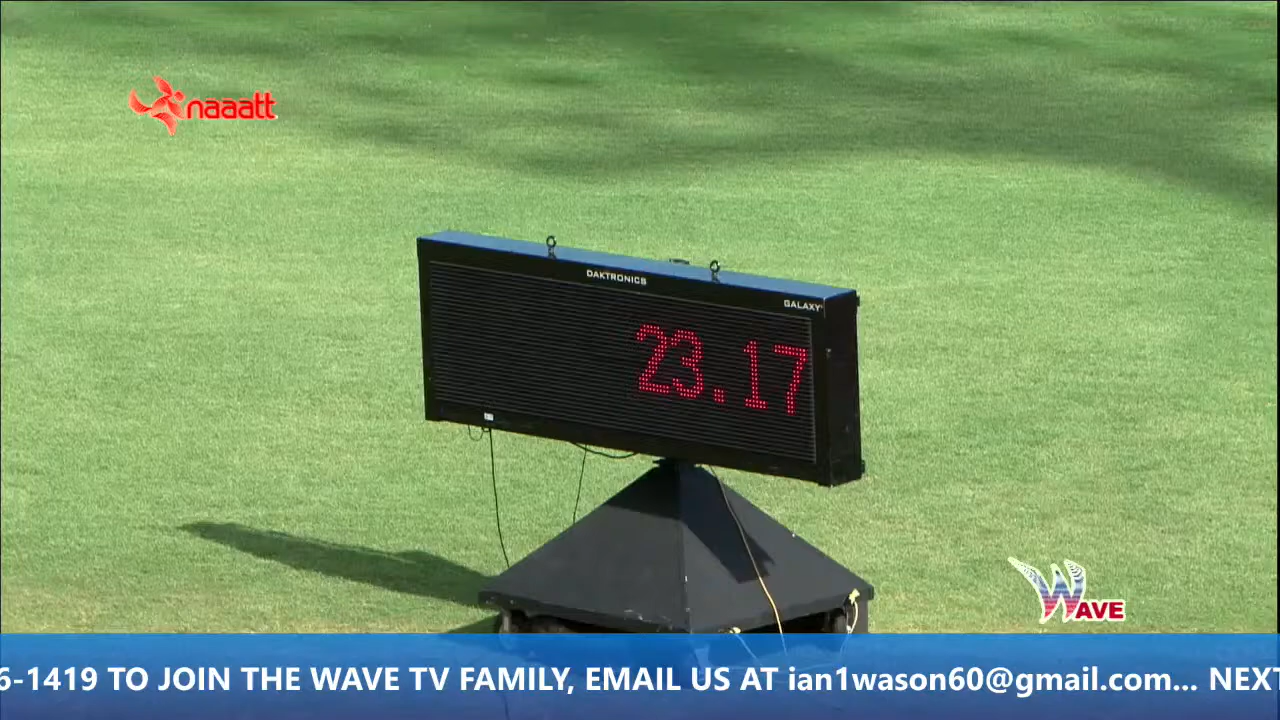 naaatt
DAKTRONICS
GALAXY
23.17
WAVE
6-1419 TO JOIN THE WAVE TV FAMILY, EMAIL US AT ian1wason60@gmail.com... NEXT